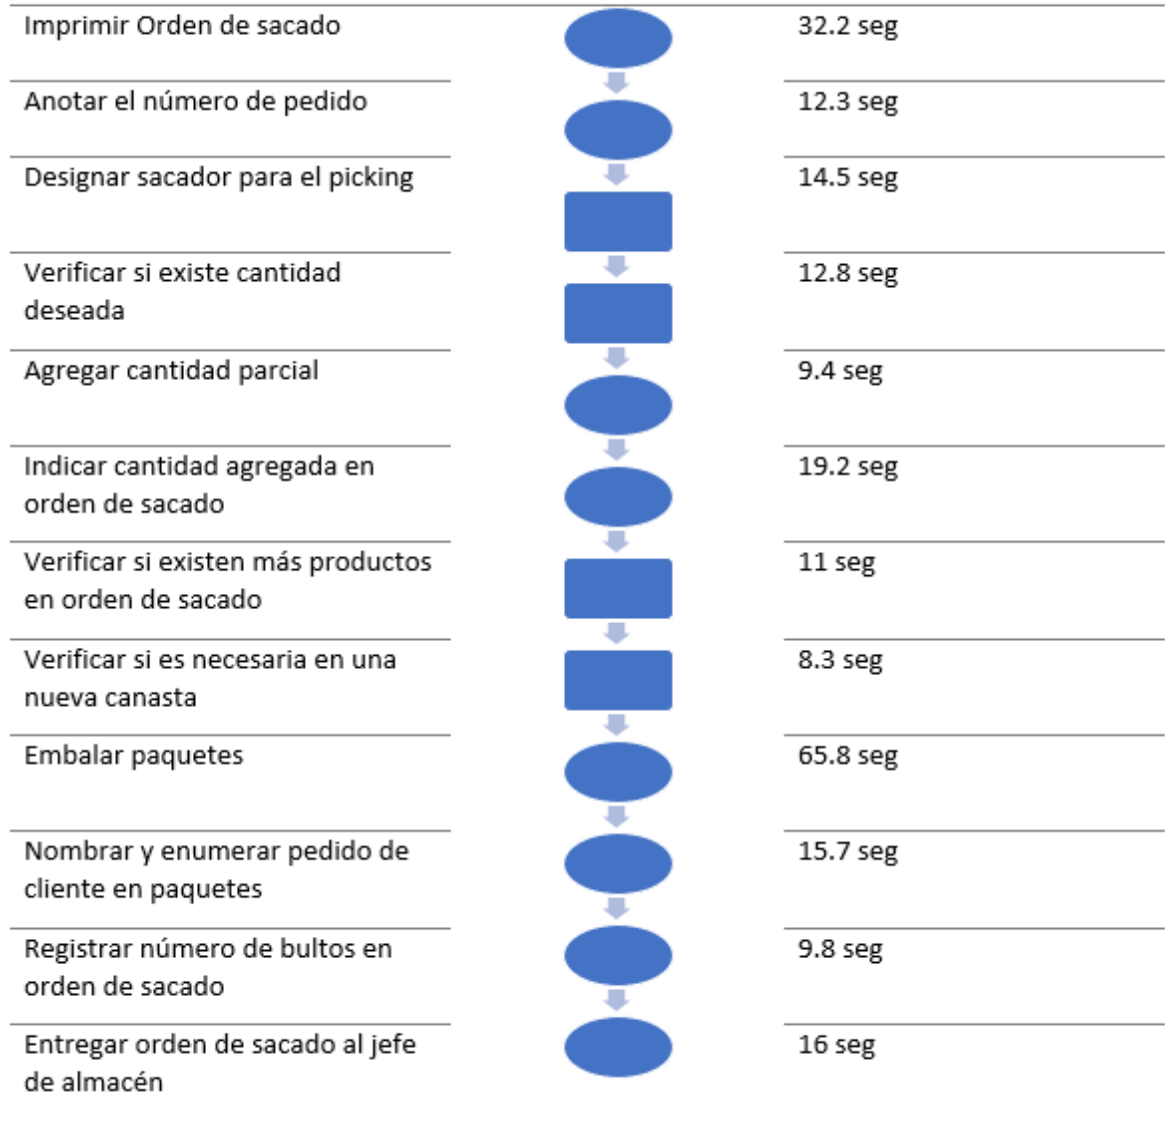 Imprimir Orden de sacado
32.2 seg
Anotar el número de pedido
12.3 seg
Designar sacador para el picking
14.5 seg
Verificar si existe cantidad
deseada
12.8 seg
Agregar cantidad parcial
9.4 seg
Indicar cantidad agregada en
orden de sacado
19.2 seg
Verificar si existen más productos
en orden de sacado
11 seg
Verificar si es necesaria en una
nueva canasta
8.3 seg
Embalar paquetes
65.8 seg
Nombrar y enumerar pedido de
cliente en paquetes
15.7 seg
Registrar número de bultos en
orden de sacado
9.8 seg
Entregar orden de sacado al jefe
de almacén
16 seg